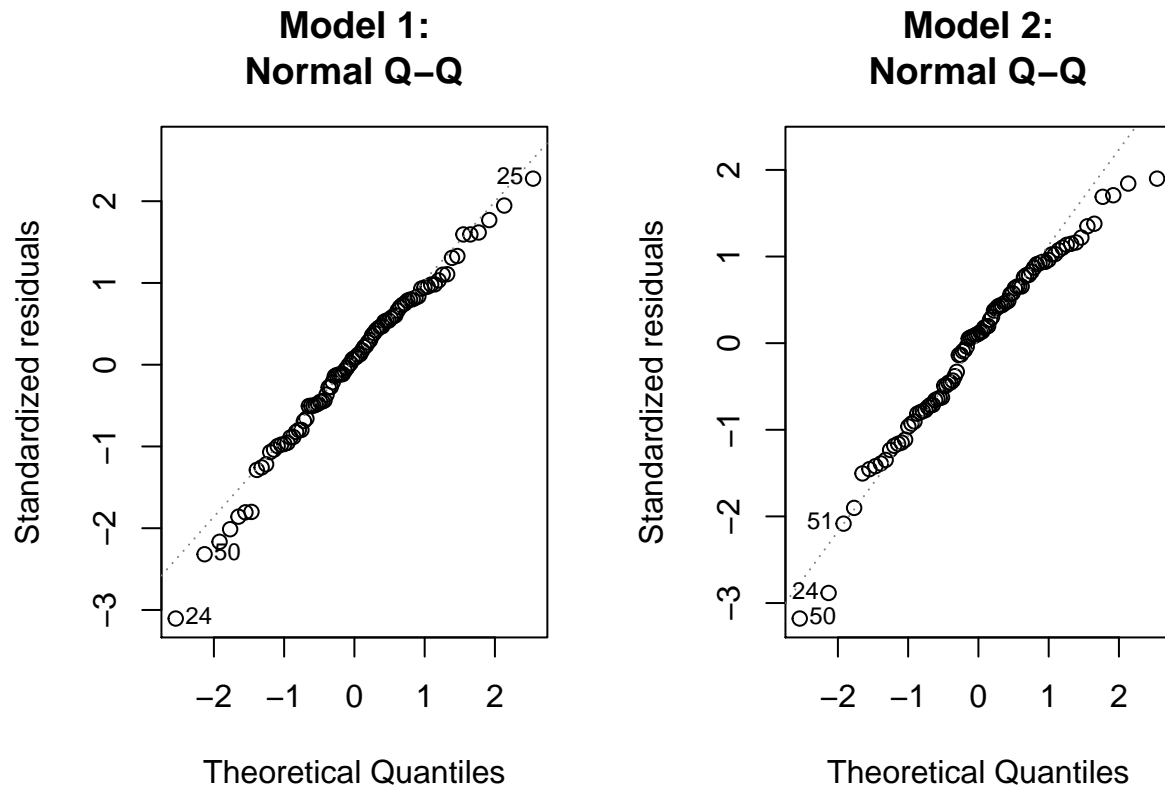 Model 1:
Normal Q−Q
Standardized residuals
2
1
0
−1
−2
−3
25
50
24
−2 −1 0 1 2
Theoretical Quantiles
Model 2:
Normal Q−Q
Standardized residuals
2
1
0
−1
−2
−3
51
24
50
−2 −1 0 1 2
Theoretical Quantiles